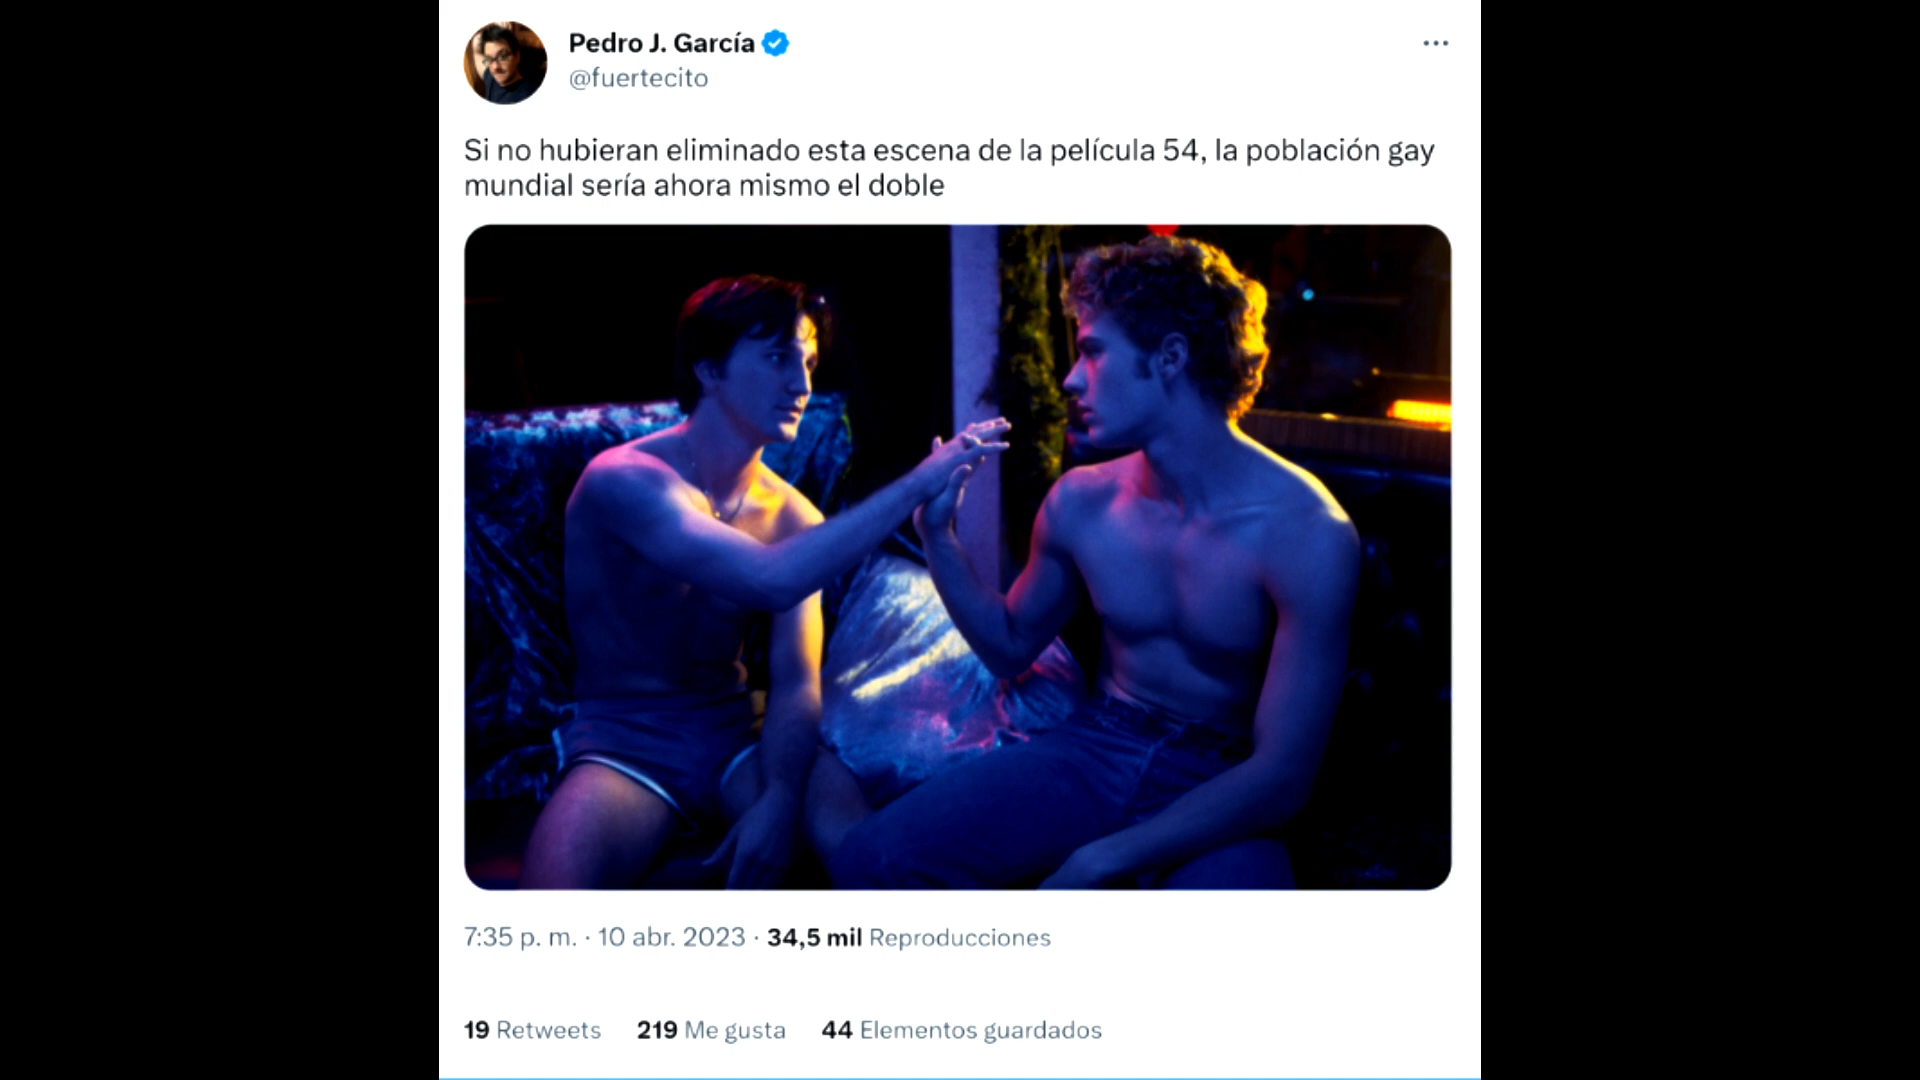 Pedro J. García
@fuertecito
Si no hubieran eliminado esta escena de la película 54, la población gay
mundial sería ahora mismo el doble
7:35 p. m. · 10 abr. 2023 · 34,5 mil Reproducciones
19 Retweets 219 Me gusta 44 Elementos guardados